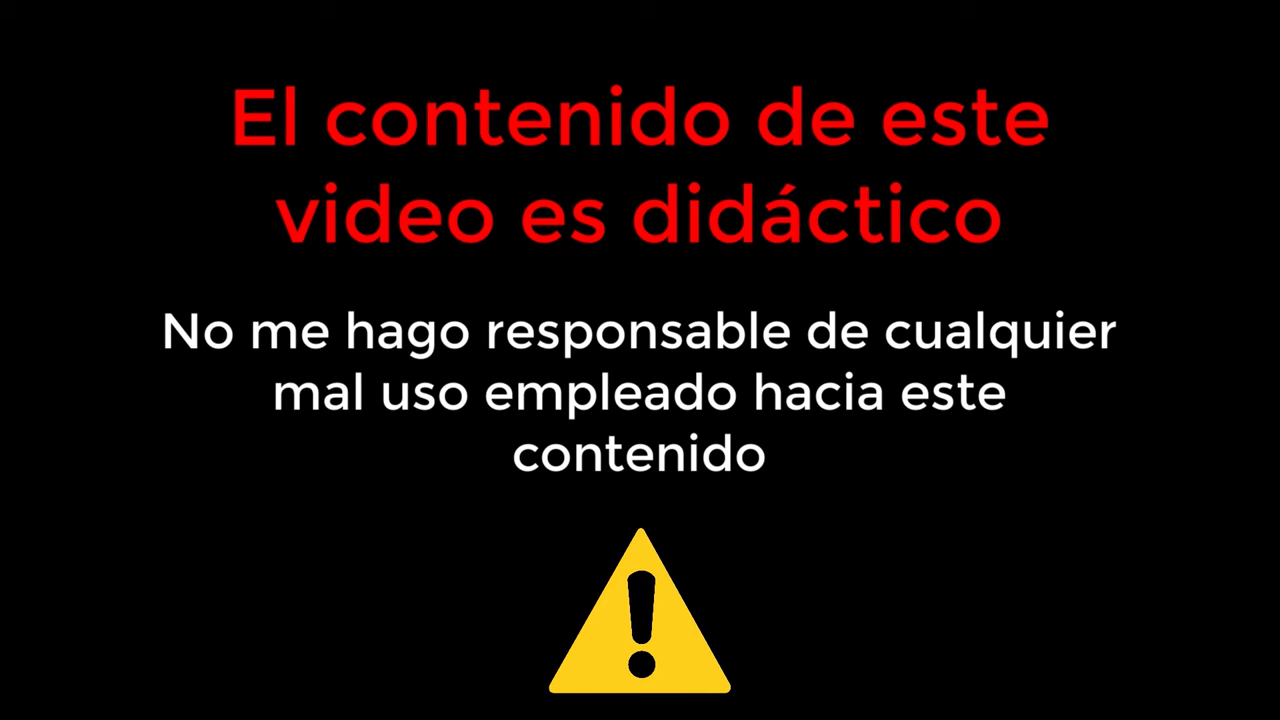 El contenido de este
video es didáctico
No me hago responsable de cualquier
mal uso empleado hacia este
contenido